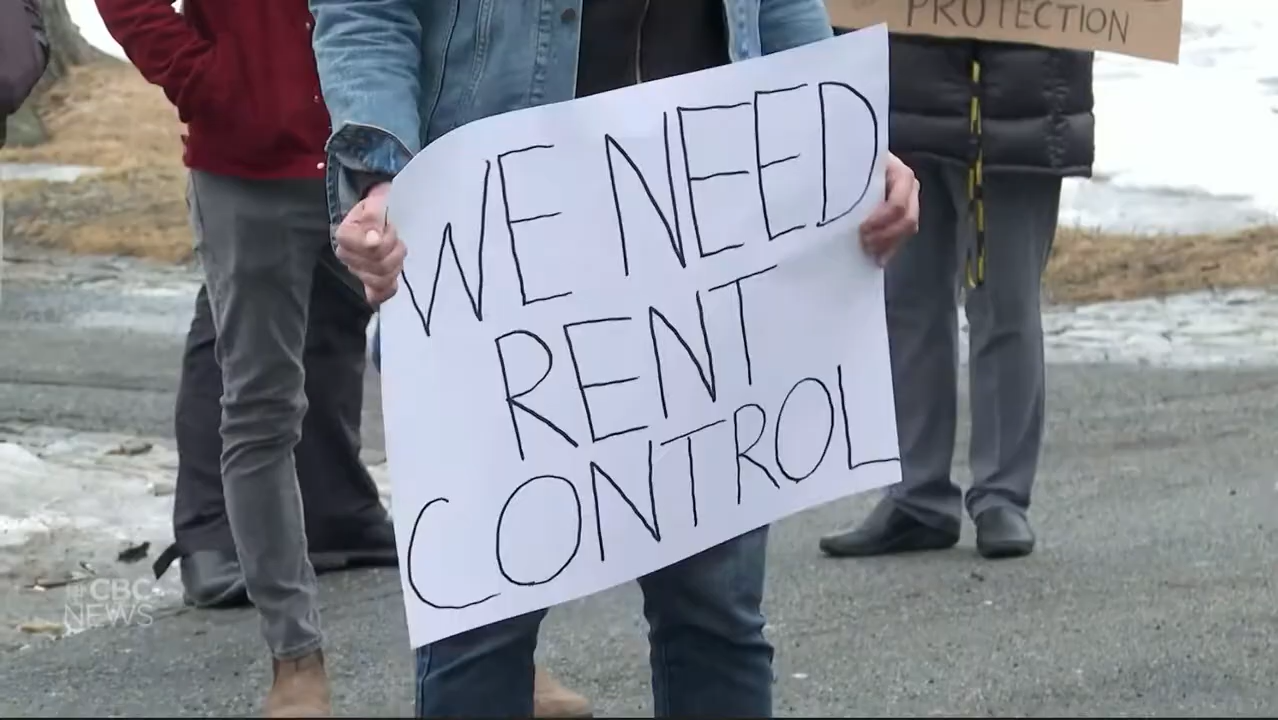 PROTECTION
WE NEED
RENT
CONTROL
CBC
NEWS